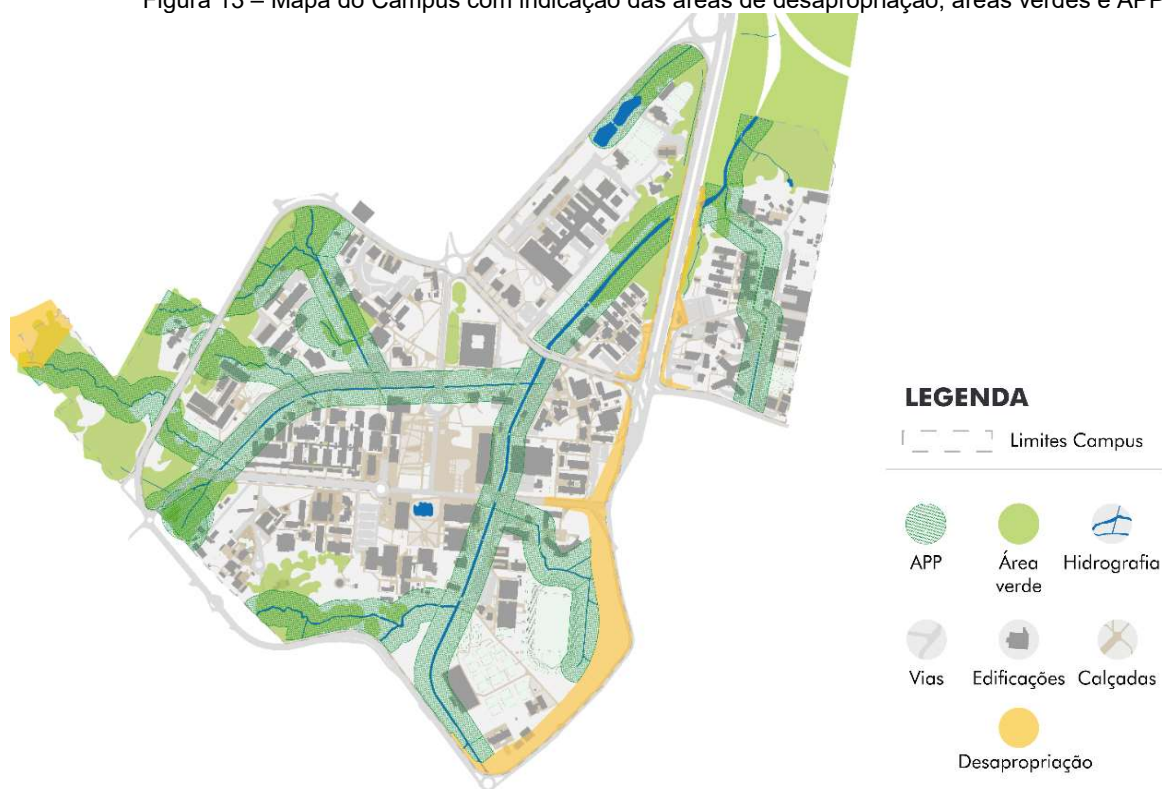 Figura 13 – Mapa do Campus com indicação das áreas de desapropriação, áreas verdes e APP
LEGENDA
Limites Campus
APP
Área
verde
Hidrografia
Vias
Edificações
Calçadas
Desapropriação